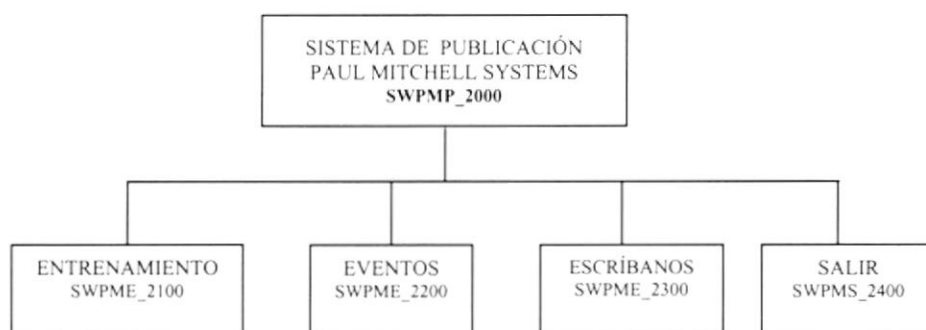 SISTEMA DE PUBLICACIÓN
PAUL MITCHELL SYSTEMS
SWPMP_2000
ENTRENAMIENTO
SWPME_2100
EVENTOS
SWPME_2200
ESCRÍBANOS
SWPME_2300
SALIR
SWPMS_2400